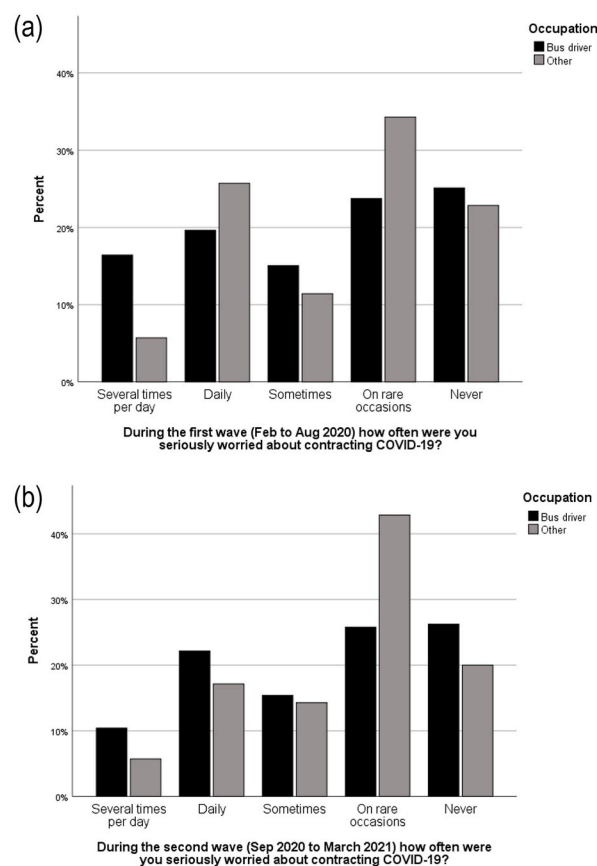 (a)
Occupation
Bus driver
Other
40%
30%
20%
10%
0%
Percent
Several times
per day
Daily
Sometimes
On rare
occasions
Never
During the first wave (Feb to Aug 2020) how often were you
seriously worried about contracting COVID-19?
(b)
Occupation
Bus driver
Other
40%
30%
20%
10%
0%
Percent
Several times
per day
Daily
Sometimes
On rare
occasions
Never
During the second wave (Sep 2020 to March 2021) how often were
you seriously worried about contracting COVID-19?